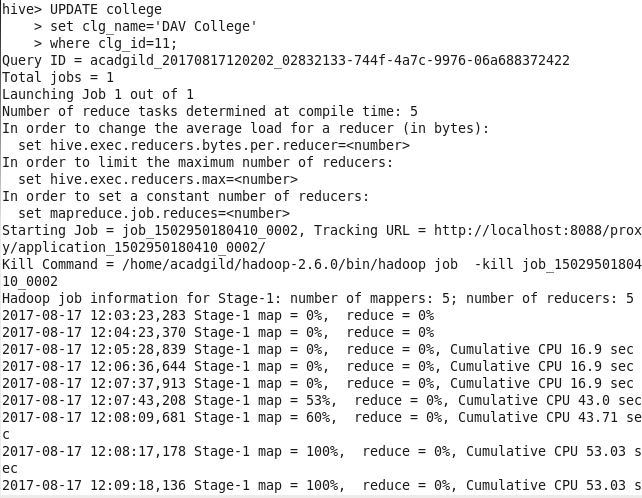 hive> UPDATE college
    > set clg_name='DAV College'
    > where clg_id=11;
Query ID = acadgild_20170817120202_02832133-744f-4a7c-9976-06a688372422
Total jobs = 1
Launching Job 1 out of 1
Number of reduce tasks determined at compile time: 5
In order to change the average load for a reducer (in bytes):
  set hive.exec.reducers.bytes.per.reducer=<number>
In order to limit the maximum number of reducers:
  set hive.exec.reducers.max=<number>
In order to set a constant number of reducers:
  set mapreduce.job.reduces=<number>
Starting Job = job_1502950180410_0002, Tracking URL = http://localhost:8088/prox
y/application_1502950180410_0002/
Kill Command = /home/acadgild/hadoop-2.6.0/bin/hadoop job  -kill job_15029501804
10_0002
Hadoop job information for Stage-1: number of mappers: 5; number of reducers: 5
2017-08-17 12:03:23,283 Stage-1 map = 0%,  reduce = 0%
2017-08-17 12:04:23,370 Stage-1 map = 0%,  reduce = 0%
2017-08-17 12:05:28,839 Stage-1 map = 0%,  reduce = 0%, Cumulative CPU 16.9 sec
2017-08-17 12:06:36,644 Stage-1 map = 0%,  reduce = 0%, Cumulative CPU 16.9 sec
2017-08-17 12:07:37,913 Stage-1 map = 0%,  reduce = 0%, Cumulative CPU 16.9 sec
2017-08-17 12:07:43,208 Stage-1 map = 53%,  reduce = 0%, Cumulative CPU 43.0 sec
2017-08-17 12:08:09,681 Stage-1 map = 60%,  reduce = 0%, Cumulative CPU 43.71 se
c
2017-08-17 12:08:17,178 Stage-1 map = 100%,  reduce = 0%, Cumulative CPU 53.03 s
ec
2017-08-17 12:09:18,136 Stage-1 map = 100%,  reduce = 0%, Cumulative CPU 53.03 s